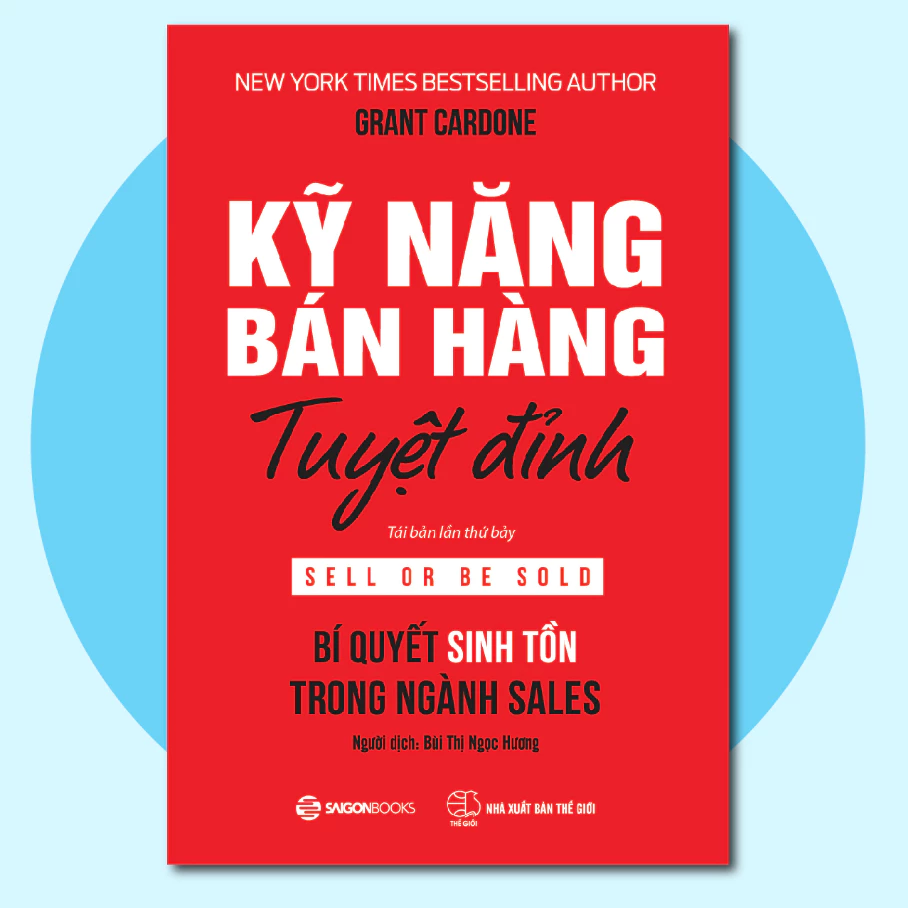 NEW YORK TIMES BESTSELLING AUTHOR
GRANT CARDONE
KỸ NĂNG
BÁN HÀNG
Tuyệt đỉnh
Tái bản lần thứ bảy
SELL OR BE SOLD
BÍ QUYẾT SINH TỒN
TRONG NGÀNH SALES
Người dịch: Bùi Thị Ngọc Hương
SAIGONBOOKS
THẾ GIỚI
NHÀ XUẤT BẢN THẾ GIỚI